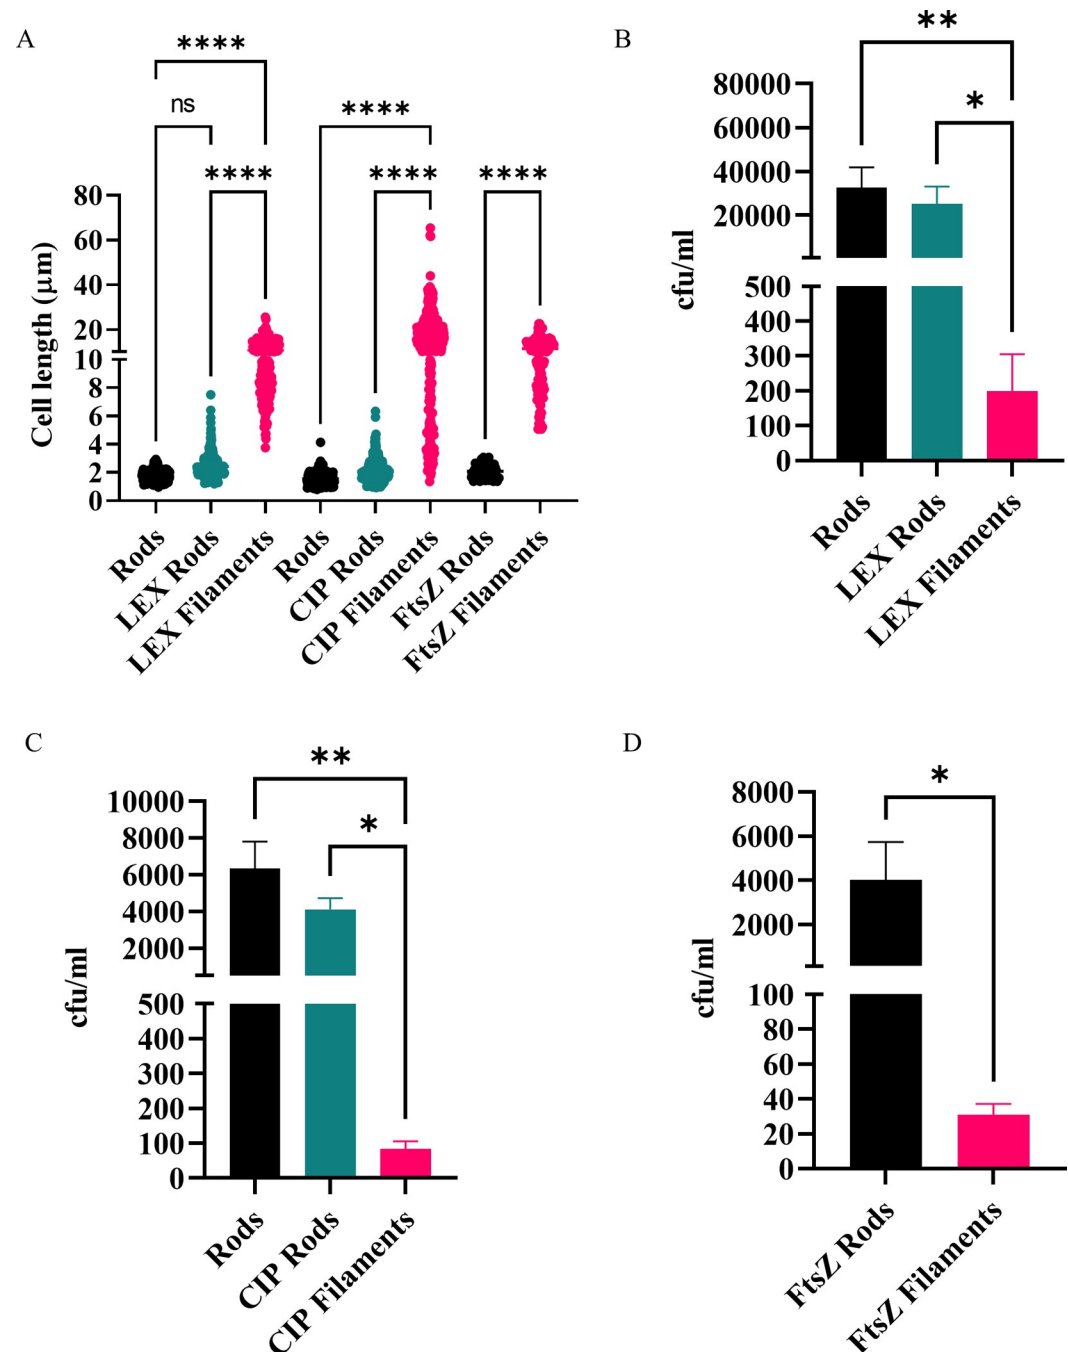 A
****
ns
****
****
****
****
Cell length (μm)
80
60
40
20
10
8
6
4
2
0
Rods
LEX Rods
LEX Filaments
Rods
CIP Rods
CIP Filaments
FtsZ Rods
FtsZ Filaments
B
**
*
cfu/ml
80000
60000
40000
20000
500
400
300
200
100
0
Rods
LEX Rods
LEX Filaments
C
**
*
cfu/ml
10000
8000
6000
4000
2000
500
400
300
200
100
0
Rods
CIP Rods
CIP Filaments
D
*
cfu/ml
8000
6000
4000
2000
100
80
60
40
20
0
FtsZ Rods
FtsZ Filaments